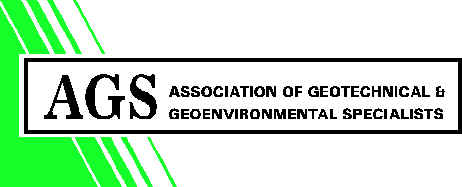 AGS
ASSOCIATION OF GEOTECHNICAL &
GEOENVIRONMENTAL SPECIALISTS